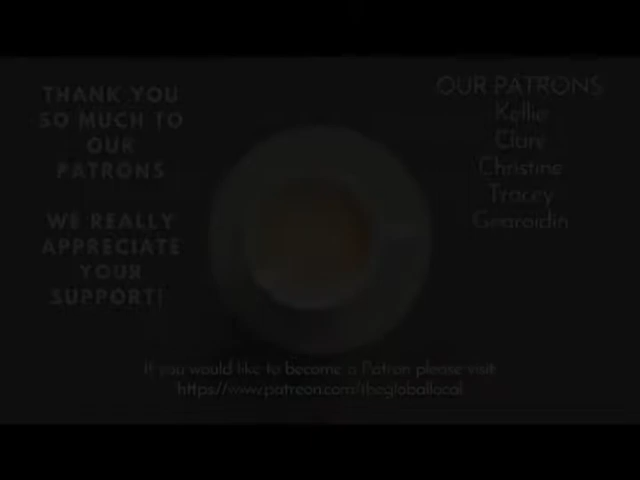 THANK YOU
SO MUCH TO
OUR
PATRONS
WE REALLY
APPRECIATE
YOUR
SUPPORT!
OUR PATRONS
Kellie
Clare
Christine
Tracey
Gearoidin
If you would like to become a Patron please visit
https//www.patreon.com/thegloballocal